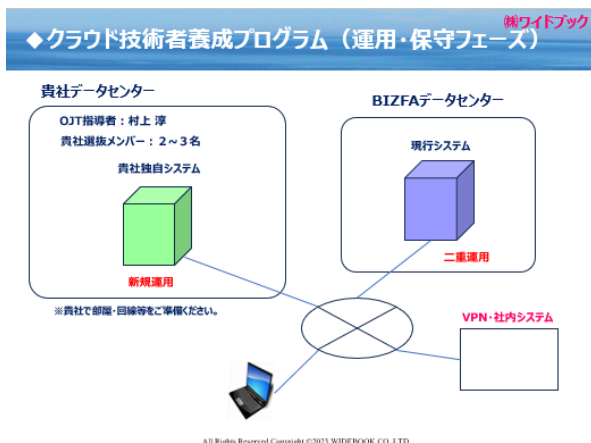 ㈱ワイドブック
◆クラウド技術者養成プログラム（運用・保守フェーズ）
貴社データセンター
OJT指導者：村上 淳
貴社選抜メンバー：２～３名
貴社独自システム
新規運用
※貴社で部屋・回線等をご準備ください。
BIZFAデータセンター
現行システム
二重運用
VPN・社内システム
All Rights Reserved Copyright ©2023 WIDEBOOK CO. LTD